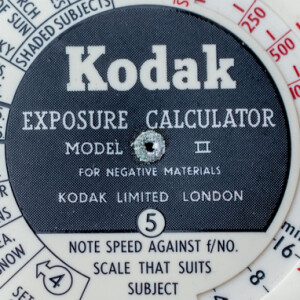 SHADED SUBJECTS
Kodak
EXPOSURE CALCULATOR
MODEL II
FOR NEGATIVE MATERIALS
KODAK LIMITED LONDON
5
NOTE SPEED AGAINST f/NO.
SCALE THAT SUITS
SUBJECT
4
250
500
16
8